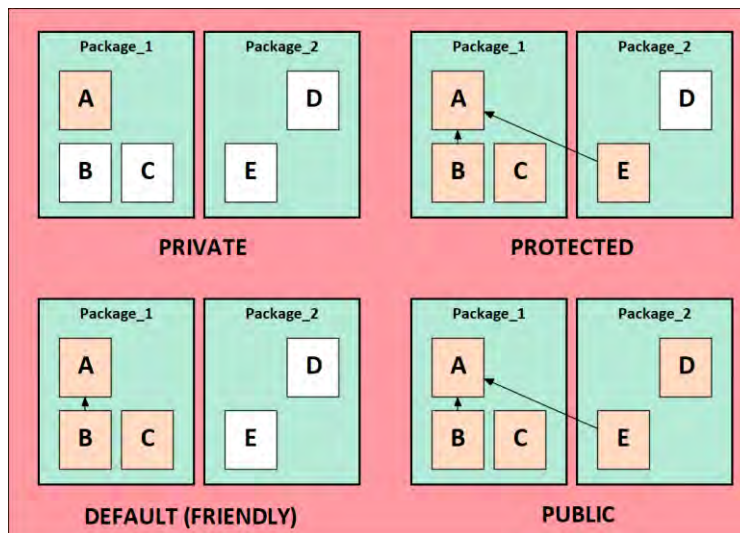 Package_1
Package_2
A
D
B
C
E
PRIVATE
Package_1
Package_2
A
D
B
C
E
PROTECTED
Package_1
Package_2
A
D
B
C
E
DEFAULT (FRIENDLY)
Package_1
Package_2
A
D
B
C
E
PUBLIC